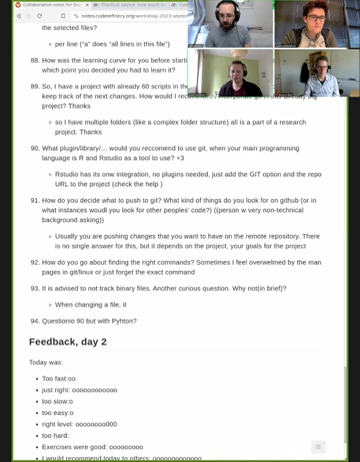 Collaborative notes for S
notes.coderefinery.org/workshop-2023-septem
the selected files?
per line ("a" does "all lines in this file")
88. How was the learning curve for you before starti
which point you decided you had to learn it?
89. So, I have a project with already 60 scripts in the
keep track of the next changes. How would I
project? Thanks
so i have multiple folders (like a complex folder structure) all is a part of a research
project. Thanks
90. What plugin/library/... would you reccomend to use git, when your main programming
language is R and Rstudio as a tool to use? +3
Rstudio has its onw integration, no plugins needed, just add the GIT option and the repo
URL to the project (check the help )
91. How do you decide what to push to git? What kind of things do you look for on github (or in
what instances woudl you look for other peoples' code?) ((person w very non-technical
background asking))
Usually you are pushing changes that you want to have on the remote repository. There
is no single answer for this, but it depends on the project, your goals for the project
92. How do you go about finding the right commands? Sometimes I feel overwelmed by the man
pages in git/linux or just forget the exact command
93. It is advised to not track binary files. Another curious question. Why not(in brief)?
When changing a file, it
94. Questionio 90 but with Pyhton?
Feedback, day 2
Today was:
Too fast:oo
just right: oooooooooooo
too slow:o
too easy:o
right level: oooooooo000
too hard:
Exercises were good: ooooooooo
I would recommend today to others: ooooooooooooo